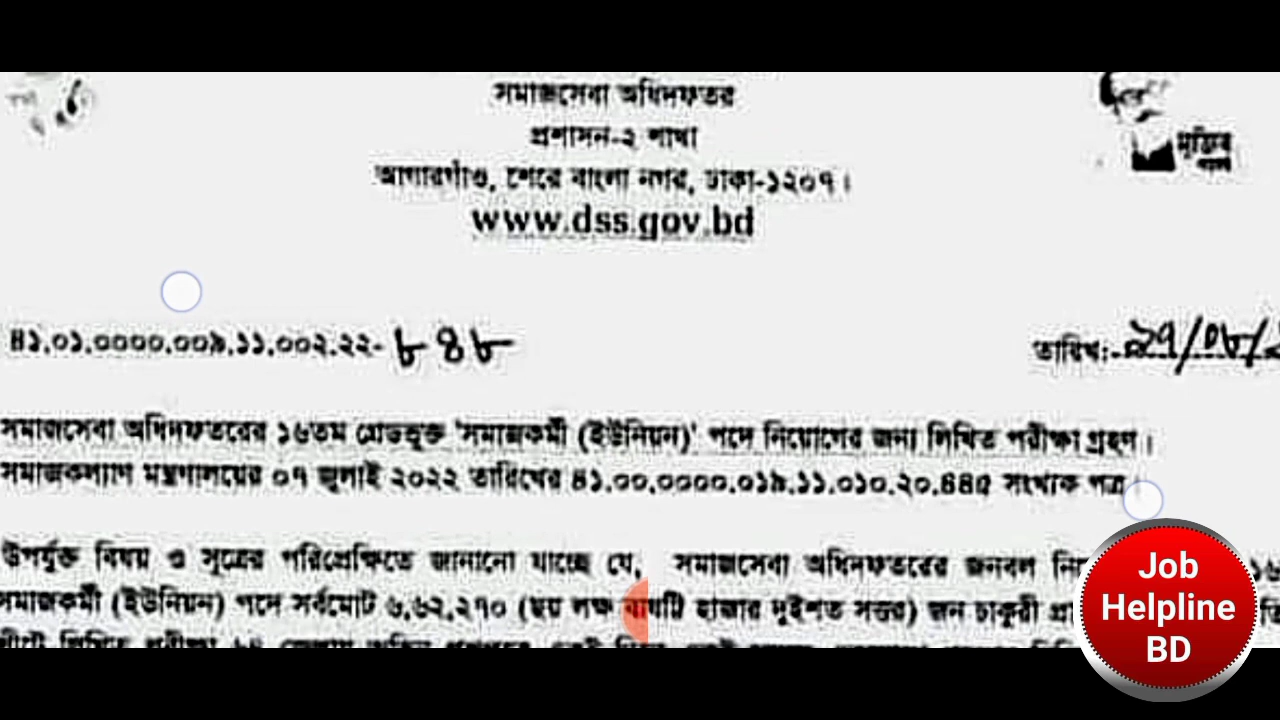 সমাজসেবা অধিদফতর
প্রশাসন-২ শাখা
আগারগাঁও, শেরে বাংলা নগর, ঢাকা-১২০৭।
www.dss.gov.bd
মুজিব
৪১.০১.০০০০.০০৯.১১.০০২.২২-৮৪৮
তারিখ:-২৭/০৮/
সমাজসেবা অধিদফতরের ১৬তম গ্রেডভুক্ত 'সমাজকর্মী (ইউনিয়ন)' পদে নিয়োগের জন্য লিখিত পরীক্ষা গ্রহণ।
সমাজকল্যাণ মন্ত্রণালয়ের ০৭ জুলাই ২০২২ তারিখের ৪১.০০.০০০০.০১৯.১১.০১০.২০.৪৪৫ সংখ্যক পত্র।
উপর্যুক্ত বিষয় ও সূত্রের পরিপ্রেক্ষিতে জানানো যাচ্ছে যে, সমাজসেবা অধিদফতরের জনবল
সমাজকর্মী (ইউনিয়ন) পদে সর্বমোট ৬,৬২,২৭০ (ছয় লক্ষ বাষট্টি হাজার দুইশত সত্তর) জন চাকুরী
Job
Helpline
BD